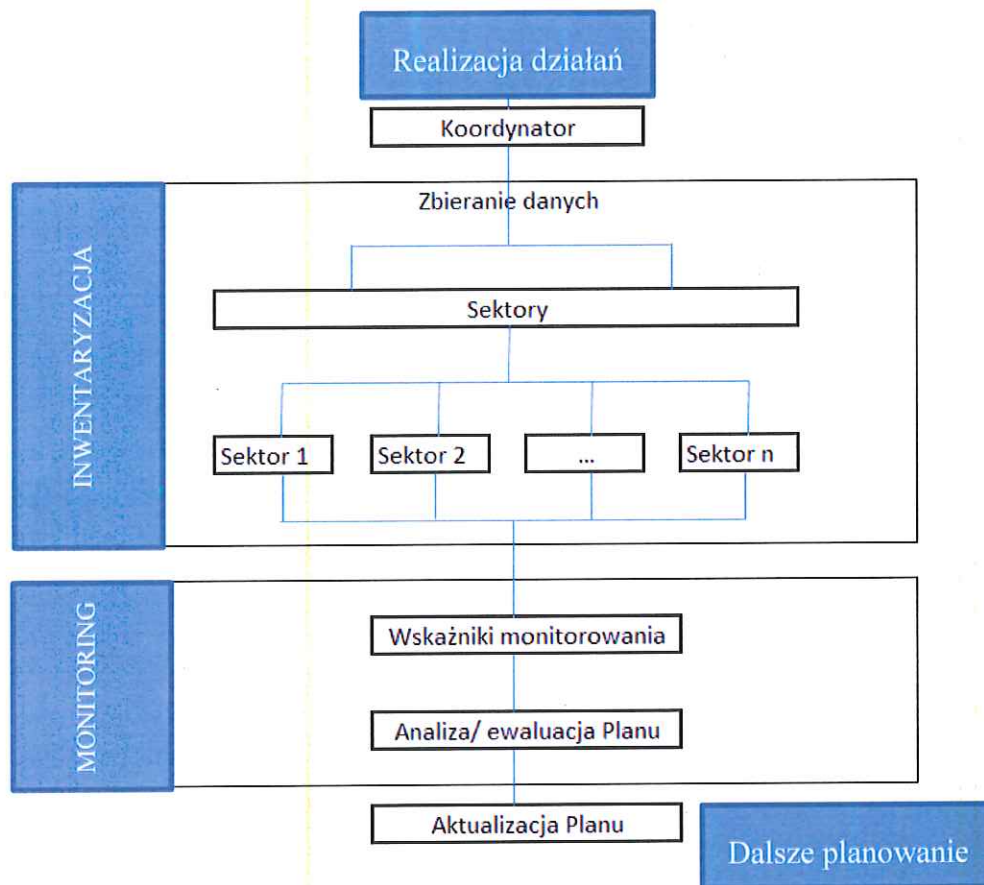 Realizacja działań
Koordynator
INWENTARYZACJA
Zbieranie danych
Sektory
Sektor 1
Sektor 2
...
Sektor n
MONITORING
Wskaźniki monitorowania
Analiza/ ewaluacja Planu
Aktualizacja Planu
Dalsze planowanie